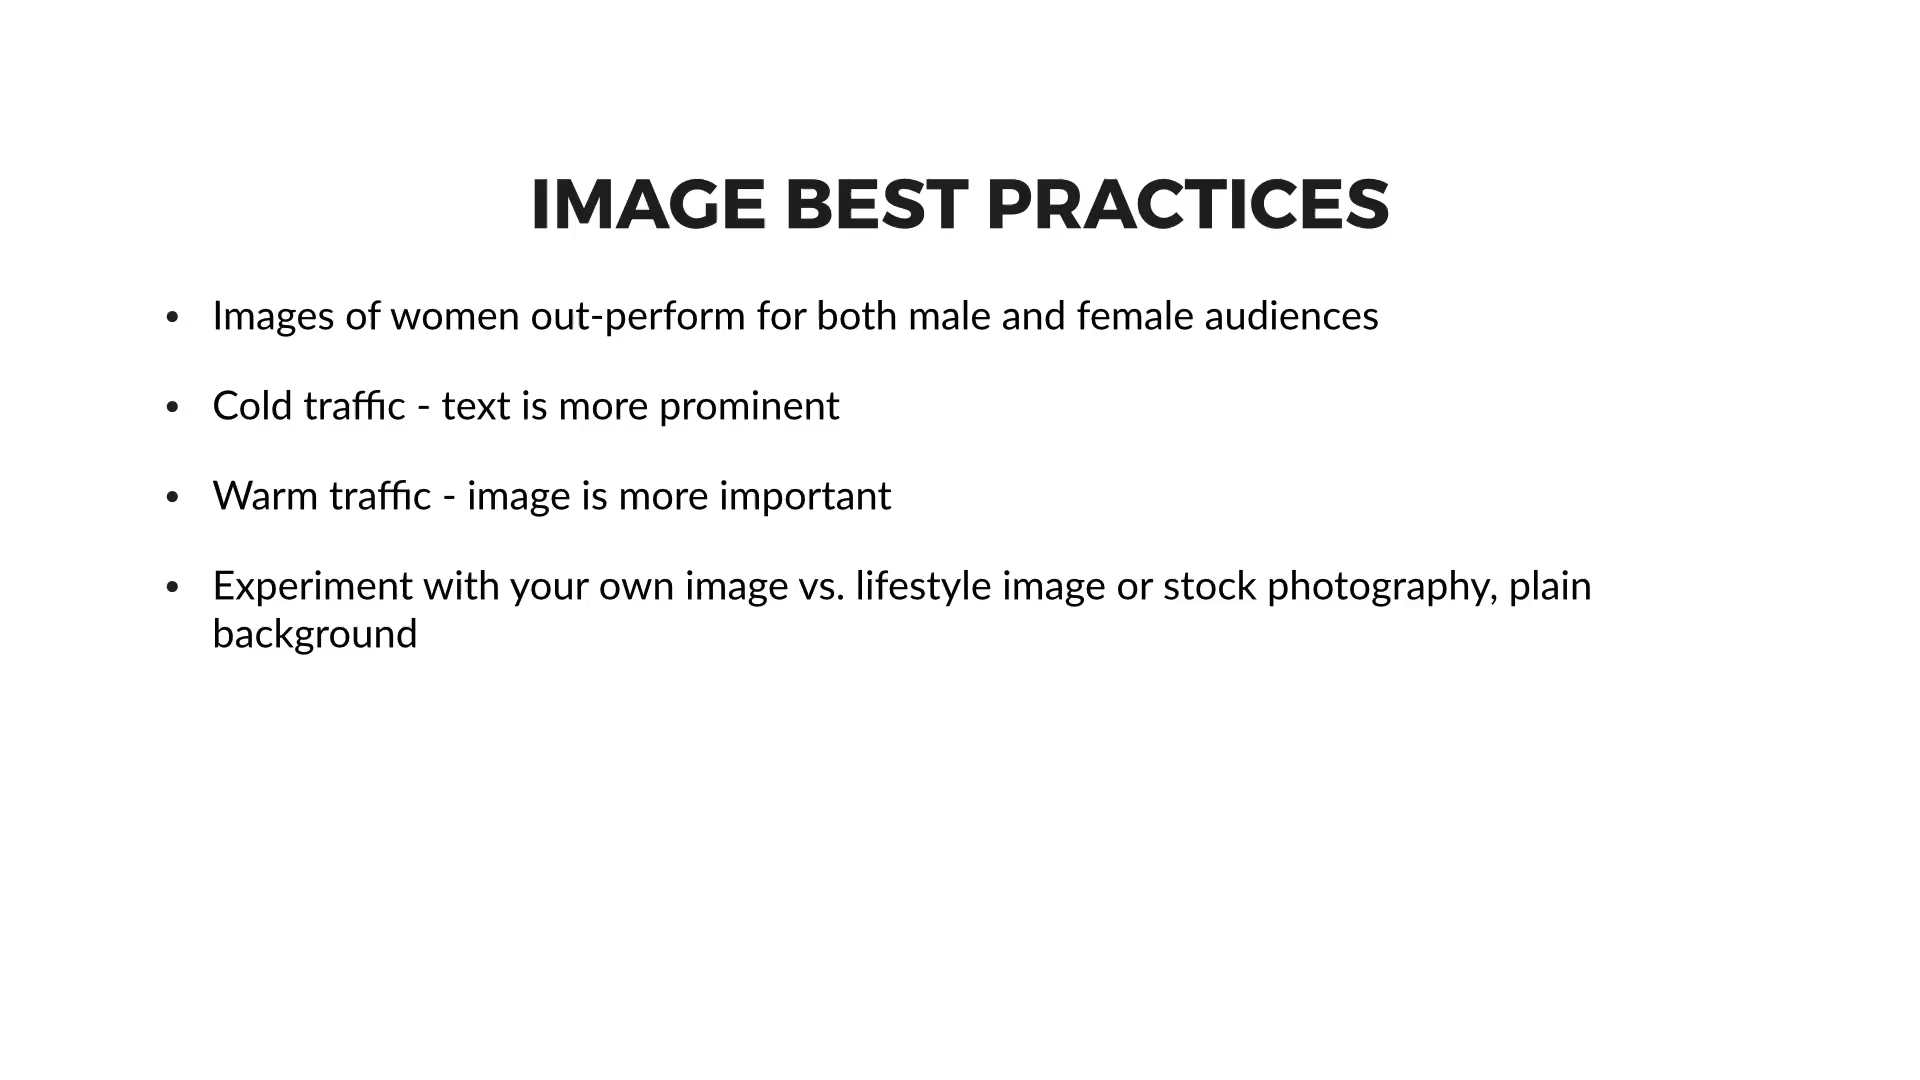 IMAGE BEST PRACTICES
• Images of women out-perform for both male and female audiences
• Cold traffic - text is more prominent
• Warm traffic - image is more important
• Experiment with your own image vs. lifestyle image or stock photography, plain
background